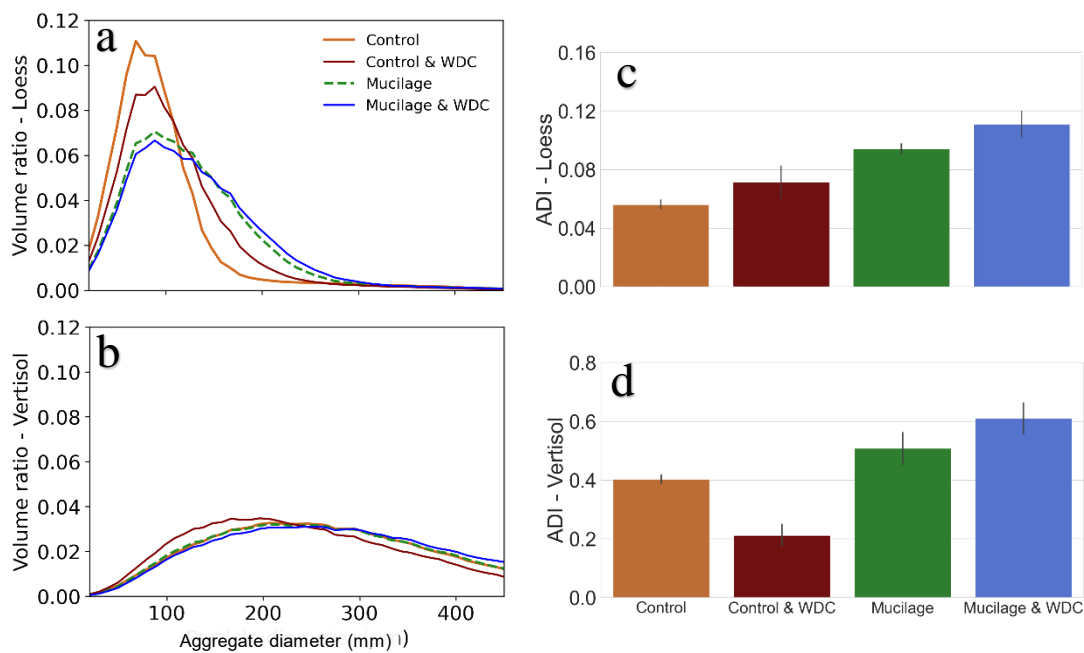 a
0.12
0.10
0.08
0.06
0.04
0.02
0.00
Volume ratio - Loess
Control
Control & WDC
Mucilage
Mucilage & WDC
b
0.12
0.10
0.08
0.06
0.04
0.02
0.00
Volume ratio - Vertisol
100
200
300
400
Aggregate diameter (mm)
c
0.16
0.12
0.08
0.04
0.00
ADI - Loess
d
0.8
0.6
0.4
0.2
0.0
ADI - Vertisol
Control
Control & WDC
Mucilage
Mucilage & WDC